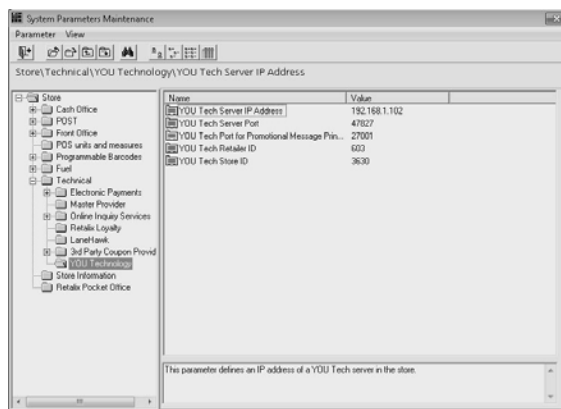 System Parameters Maintenance
Parameter View
Store\Technical\YOU Technology\YOU Tech Server IP Address
Store
Cash Office
POST
Front Office
POS units and measures
Programmable Barcodes
Fuel
Technical
Electronic Payments
Master Provider
Online Inquiry Services
Retalix Loyalty
LaneHawk
3rd Party Coupon Provid
YOU Technology
Store Information
Retalix Pocket Office
Name Value
YOU Tech Server IP Address 192.168.1.102
YOU Tech Server Port 47827
YOU Tech Port for Promotional Message Prin... 27001
YOU Tech Retailer ID 603
YOU Tech Store ID 3630
This parameter defines an IP address of a YOU Tech server in the store.